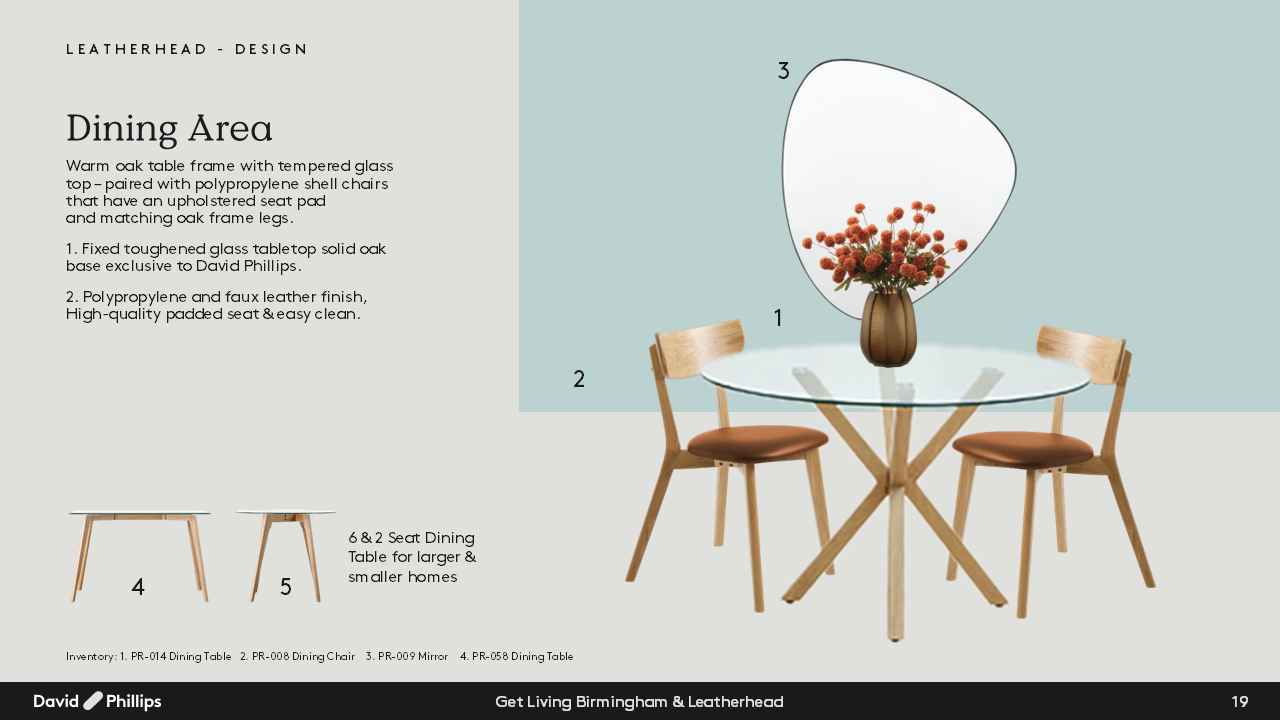 LEATHERHEAD - DESIGN
Dining Area
Warm oak table frame with tempered glass
top – paired with polypropylene shell chairs
that have an upholstered seat pad
and matching oak frame legs.
1. Fixed toughened glass tabletop solid oak
base exclusive to David Phillips.
2. Polypropylene and faux leather finish,
High-quality padded seat & easy clean.
3
1
2
4
5
6 & 2 Seat Dining
Table for larger &
smaller homes
Inventory: 1. PR-014 Dining Table 2. PR-008 Dining Chair 3. PR-009 Mirror 4. PR-058 Dining Table
David Phillips
Get Living Birmingham & Leatherhead
19